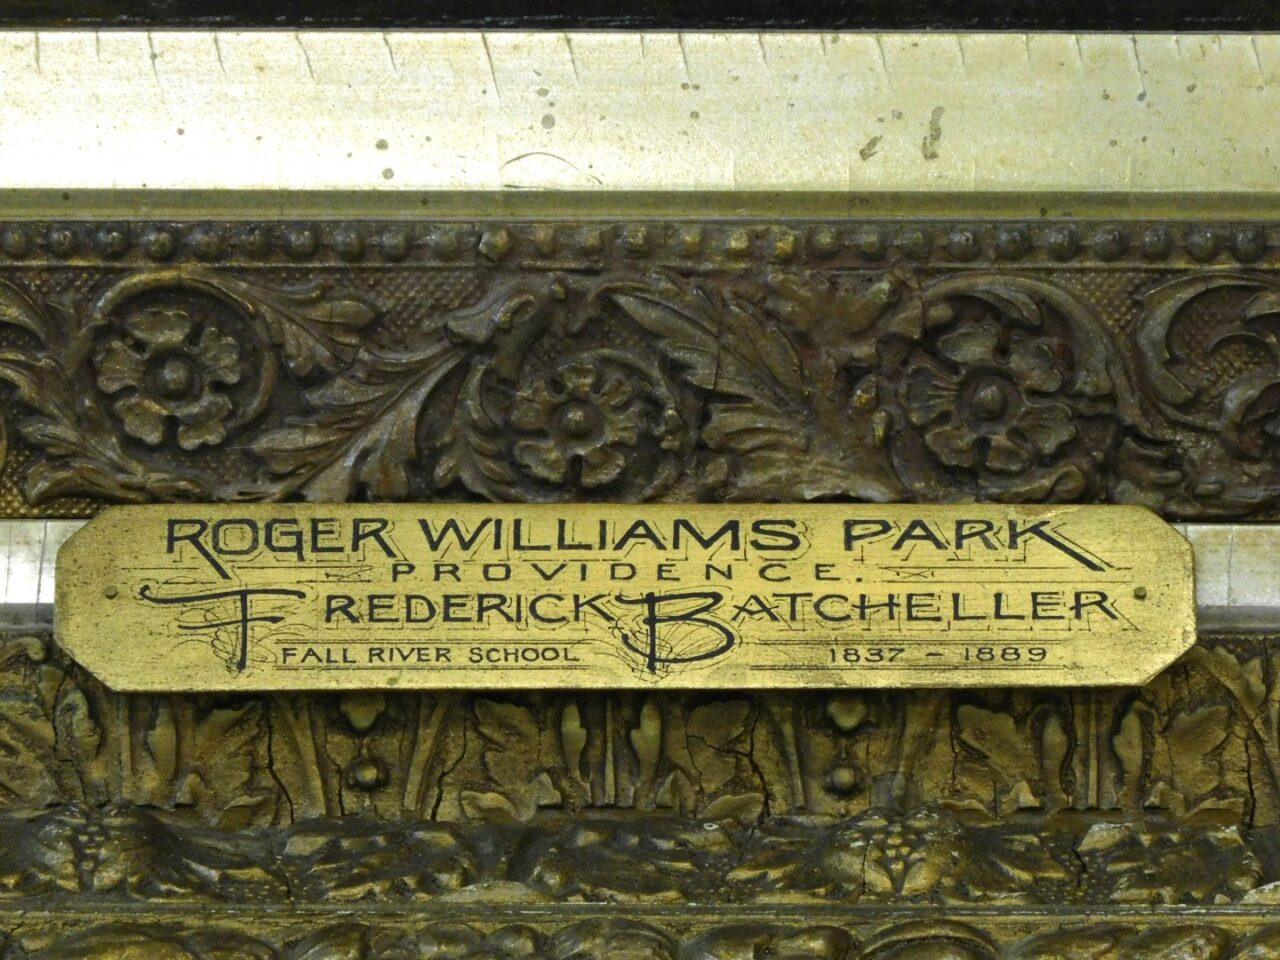 ROGER WILLIAMS PARK
PROVIDENCE.
FREDERICK BATCHELLER
FALL RIVER SCHOOL 1837 - 1889